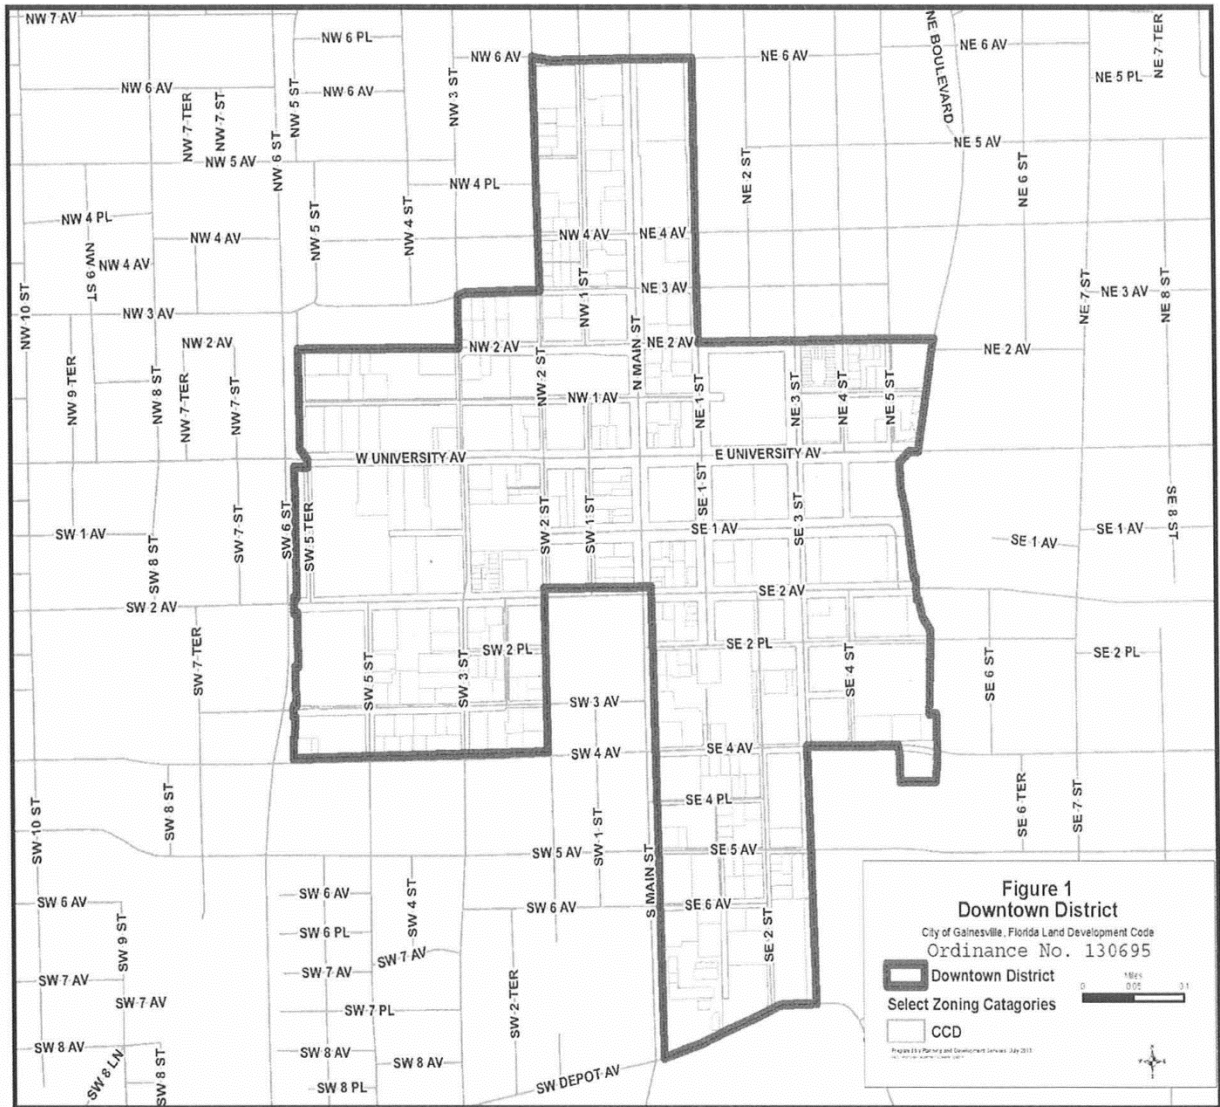 NW 7 AV
NW 6 PL
NW 6 AV
NE 6 AV
NE BOULEVARD
NE 6 AV
NE 7 TER
NE 5 PL
NW 6 AV
NW 6 AV
NW 5 ST
NW 3 ST
NW 7 TER
NW 7 ST
NW 6 ST
NW 5 AV
NE 5 AV
NE 2 ST
NE 6 ST
NW 4 PL
NW 4 PL
NW 5 ST
NW 4 ST
NW 4 AV
NW 4 AV
NE 4 AV
NW 9 ST
NW 4 AV
NW 10 ST
NW 3 AV
NW 1 ST
NE 3 AV
NE 7 ST
NE 3 AV
NE 8 ST
NW 2 AV
NW 2 AV
NW 2 ST
N MAIN ST
NE 2 AV
NE 2 AV
NW 9 TER
NW 8 ST
NW 7 TER
NW 7 ST
NW 1 AV
NE 1 ST
NE 3 ST
NE 4 ST
NE 5 ST
W UNIVERSITY AV
E UNIVERSITY AV
SW 1 AV
SW 8 ST
SW 7 ST
SW 6 ST
SW 5 TER
SW 2 ST
SW 1 ST
SE 1 ST
SE 1 AV
SE 3 ST
SE 1 AV
SE 1 AV
SE 8 ST
SW 2 AV
SE 2 AV
SW 7 TER
SW 5 ST
SW 3 ST
SW 2 PL
SE 2 PL
SE 4 ST
SE 6 ST
SE 2 PL
SW 3 AV
SW 4 AV
SE 4 AV
SW 10 ST
SW 8 ST
SE 4 PL
SE 6 TER
SE 7 ST
SW 1 ST
S MAIN ST
SW 5 AV
SE 5 AV
SW 6 AV
SW 9 ST
SW 6 AV
SW 4 ST
SW 6 AV
SE 6 AV
SE 2 ST
SW 6 PL
SW 7 AV
SW 7 AV
SW 7 AV
SW 7 AV
SW 7 PL
SW 2 TER
SW 8 AV
SW 8 LN
SW 8 ST
SW 8 AV
SW 8 AV
SW 8 PL
SW DEPOT AV
Figure 1
Downtown District
City of Gainesville, Florida Land Development Code
Ordinance No. 130695
Downtown District
Miles
0 0.05 0.1
Select Zoning Catagories
CCD